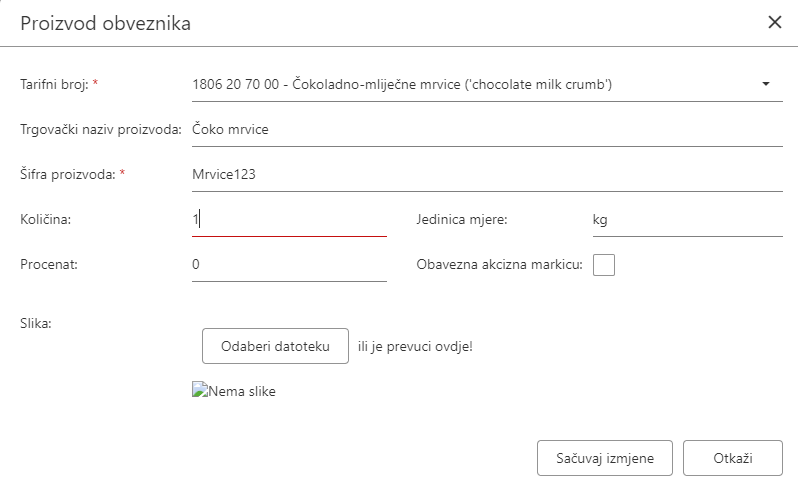 Proizvod obveznika
Tarifni broj: * 1806 20 70 00 - Čokoladno-mliječne mrvice ('chocolate milk crumb')
Trgovački naziv proizvoda: Čoko mrvice
Šifra proizvoda: * Mrvice123
Količina: 1 Jedinica mjere: kg
Procenat: 0 Obavezna akcizna markicu:
Slika:
Odaberi datoteku ili je prevuci ovdje!
Nema slike
Sačuvaj izmjene Otkaži